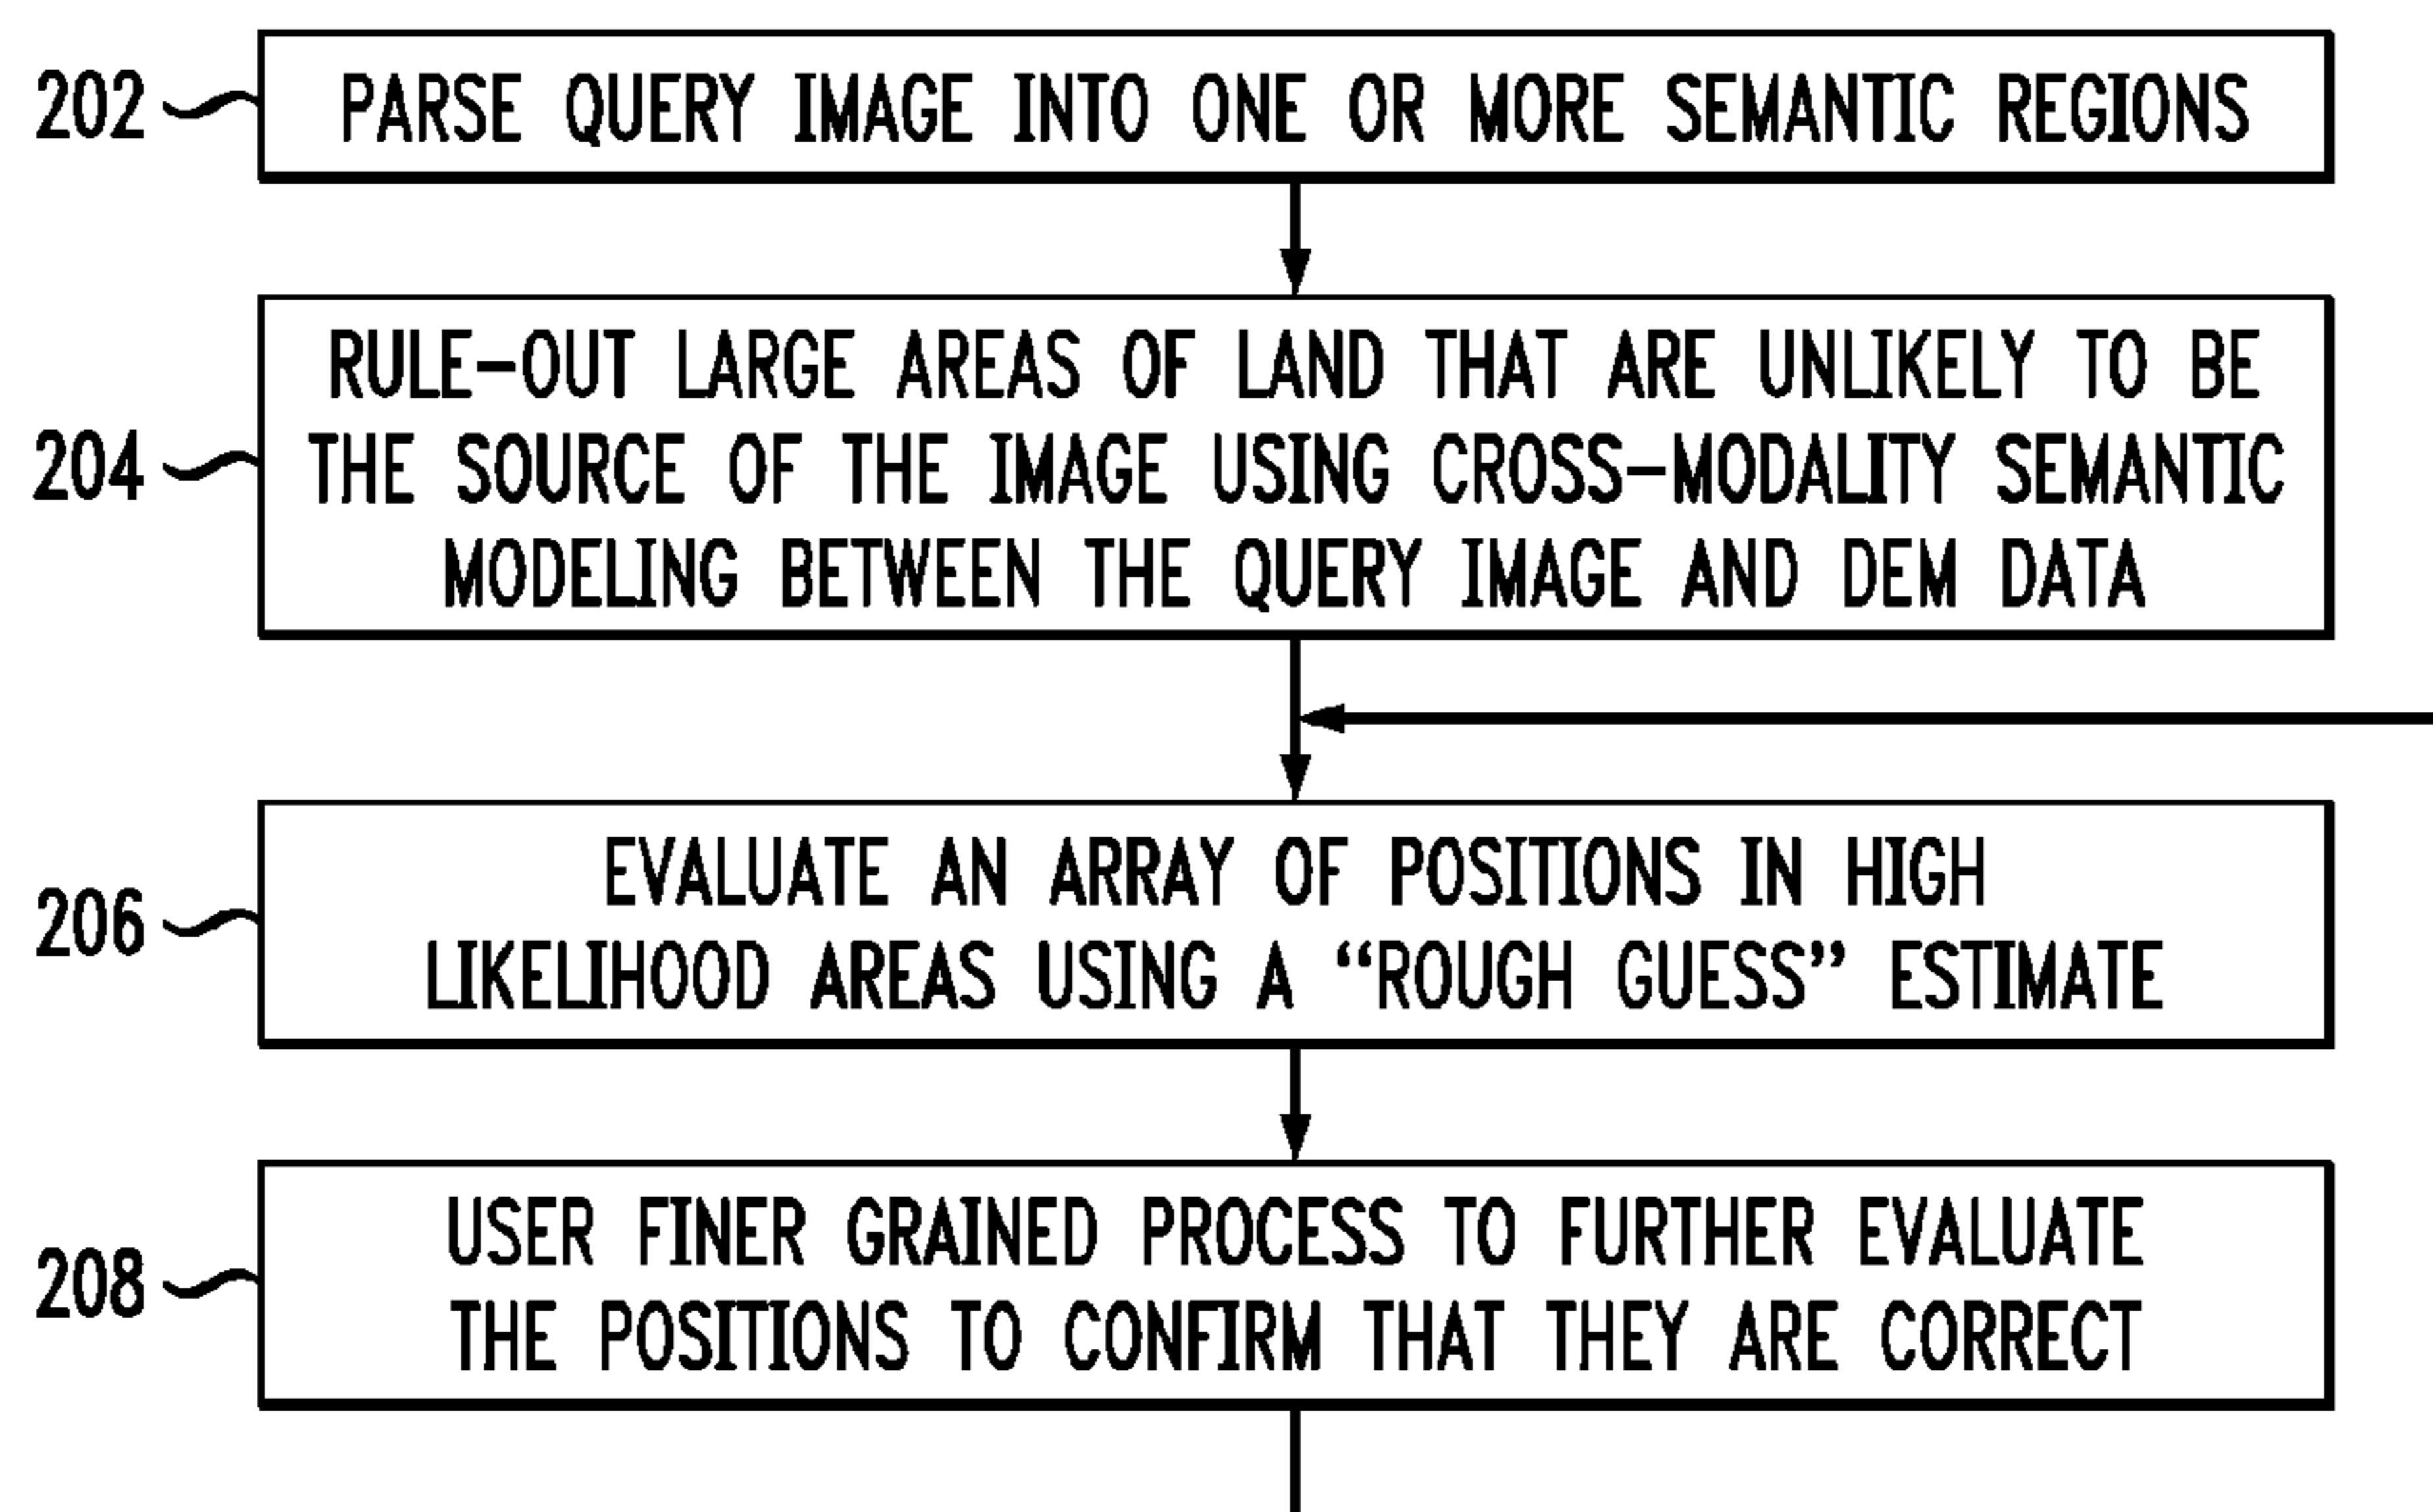 202
PARSE QUERY IMAGE INTO ONE OR MORE SEMANTIC REGIONS
204
RULE-OUT LARGE AREAS OF LAND THAT ARE UNLIKELY TO BE
THE SOURCE OF THE IMAGE USING CROSS-MODALITY SEMANTIC
MODELING BETWEEN THE QUERY IMAGE AND DEM DATA
206
EVALUATE AN ARRAY OF POSITIONS IN HIGH
LIKELIHOOD AREAS USING A “ROUGH GUESS” ESTIMATE
208
USER FINER GRAINED PROCESS TO FURTHER EVALUATE
THE POSITIONS TO CONFIRM THAT THEY ARE CORRECT